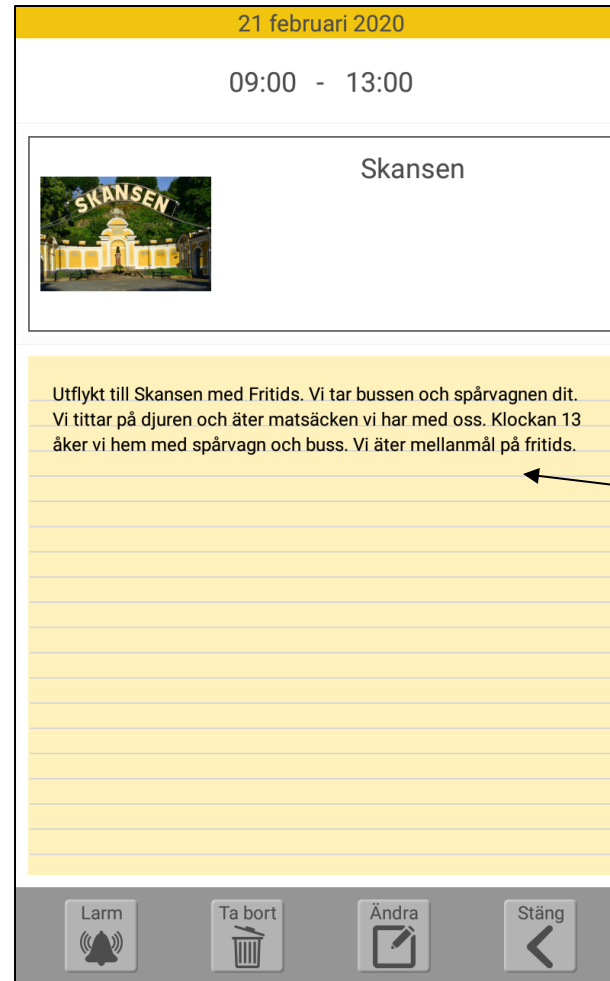 21 februari 2020
09:00 - 13:00
Skansen
SKANSEN
Utflykt till Skansen med Fritids. Vi tar bussen och spårvagnen dit.
Vi tittar på djuren och äter matsäcken vi har med oss. Klockan 13
åker vi hem med spårvagn och buss. Vi äter mellanmål på fritids.
Larm
Ta bort
Ändra
Stäng